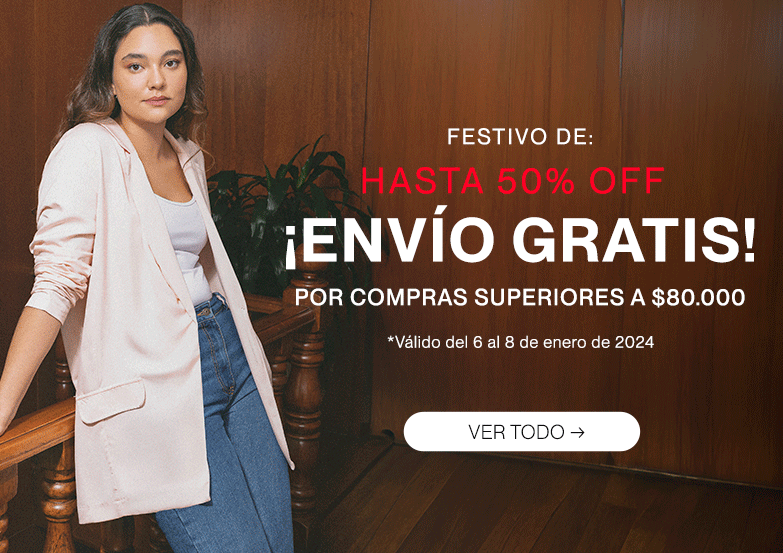 FESTIVO DE:
HASTA 50% OFF
¡ENVÍO GRATIS!
POR COMPRAS SUPERIORES A $80.000
*Válido del 6 al 8 de enero de 2024
VER TODO →